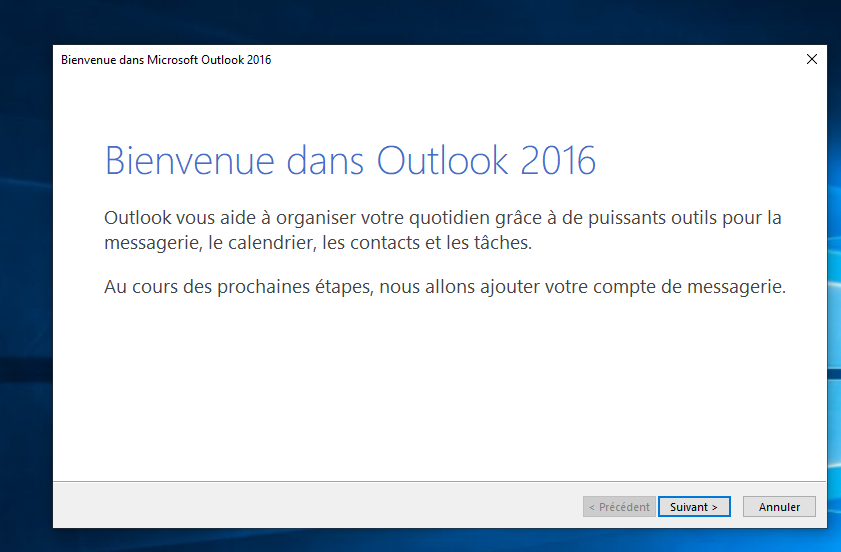 Bienvenue dans Microsoft Outlook 2016
Bienvenue dans Outlook 2016
Outlook vous aide à organiser votre quotidien grâce à de puissants outils pour la
messagerie, le calendrier, les contacts et les tâches.
Au cours des prochaines étapes, nous allons ajouter votre compte de messagerie.
< Précédent Suivant > Annuler